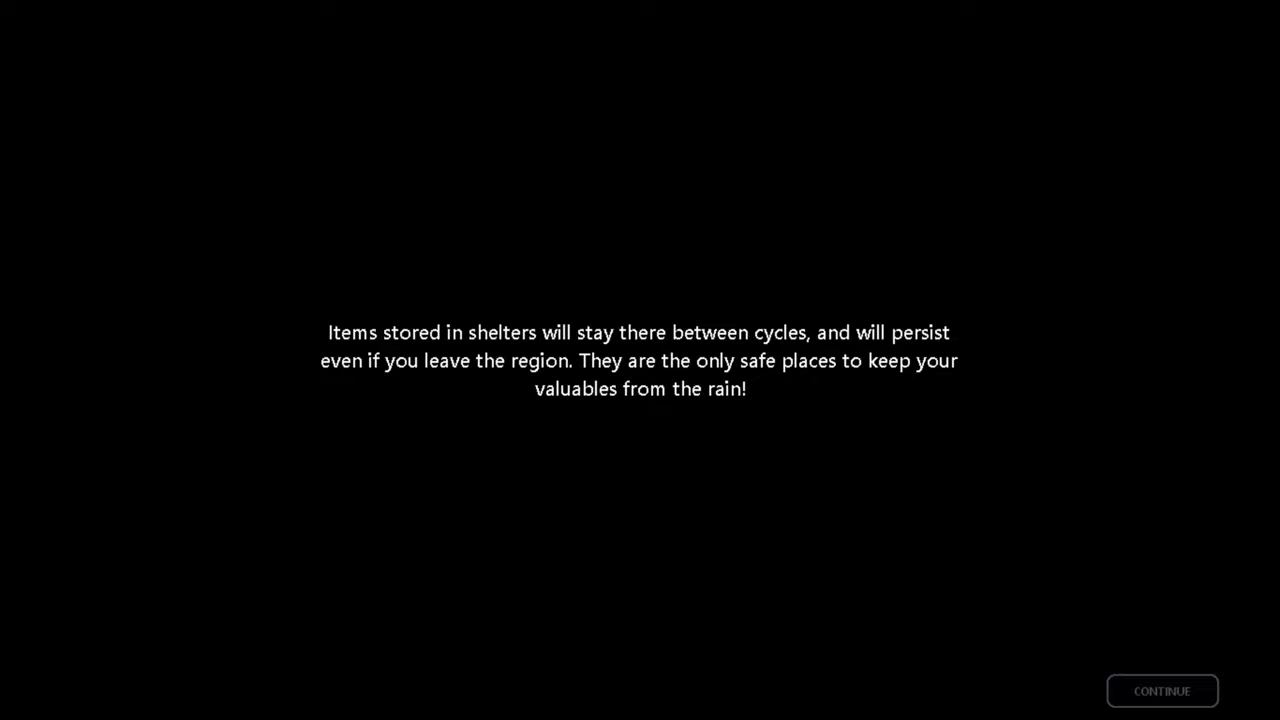 Items stored in shelters will stay there between cycles, and will persist
even if you leave the region. They are the only safe places to keep your
valuables from the rain!
CONTINUE